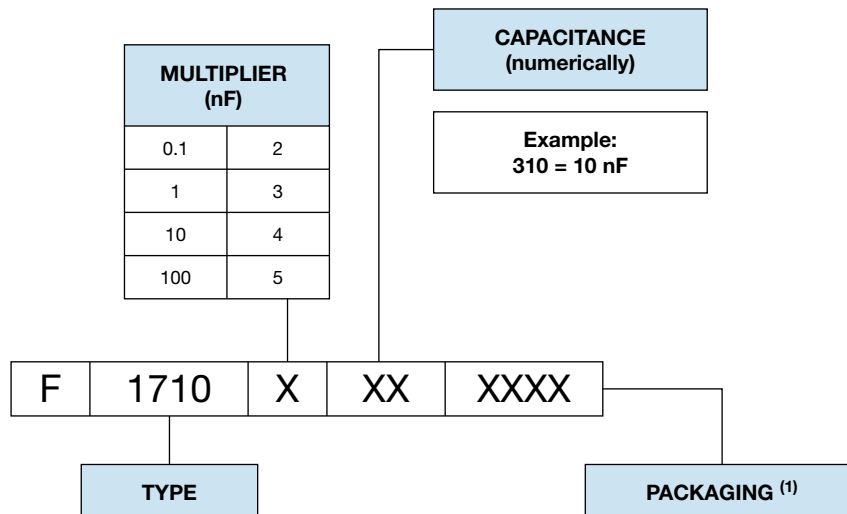 MULTIPLIER
(nF)
0.1 2
1 3
10 4
100 5
CAPACITANCE
(numerically)
Example:
310 = 10 nF
F 1710 X XX XXXX
TYPE
PACKAGING (1)